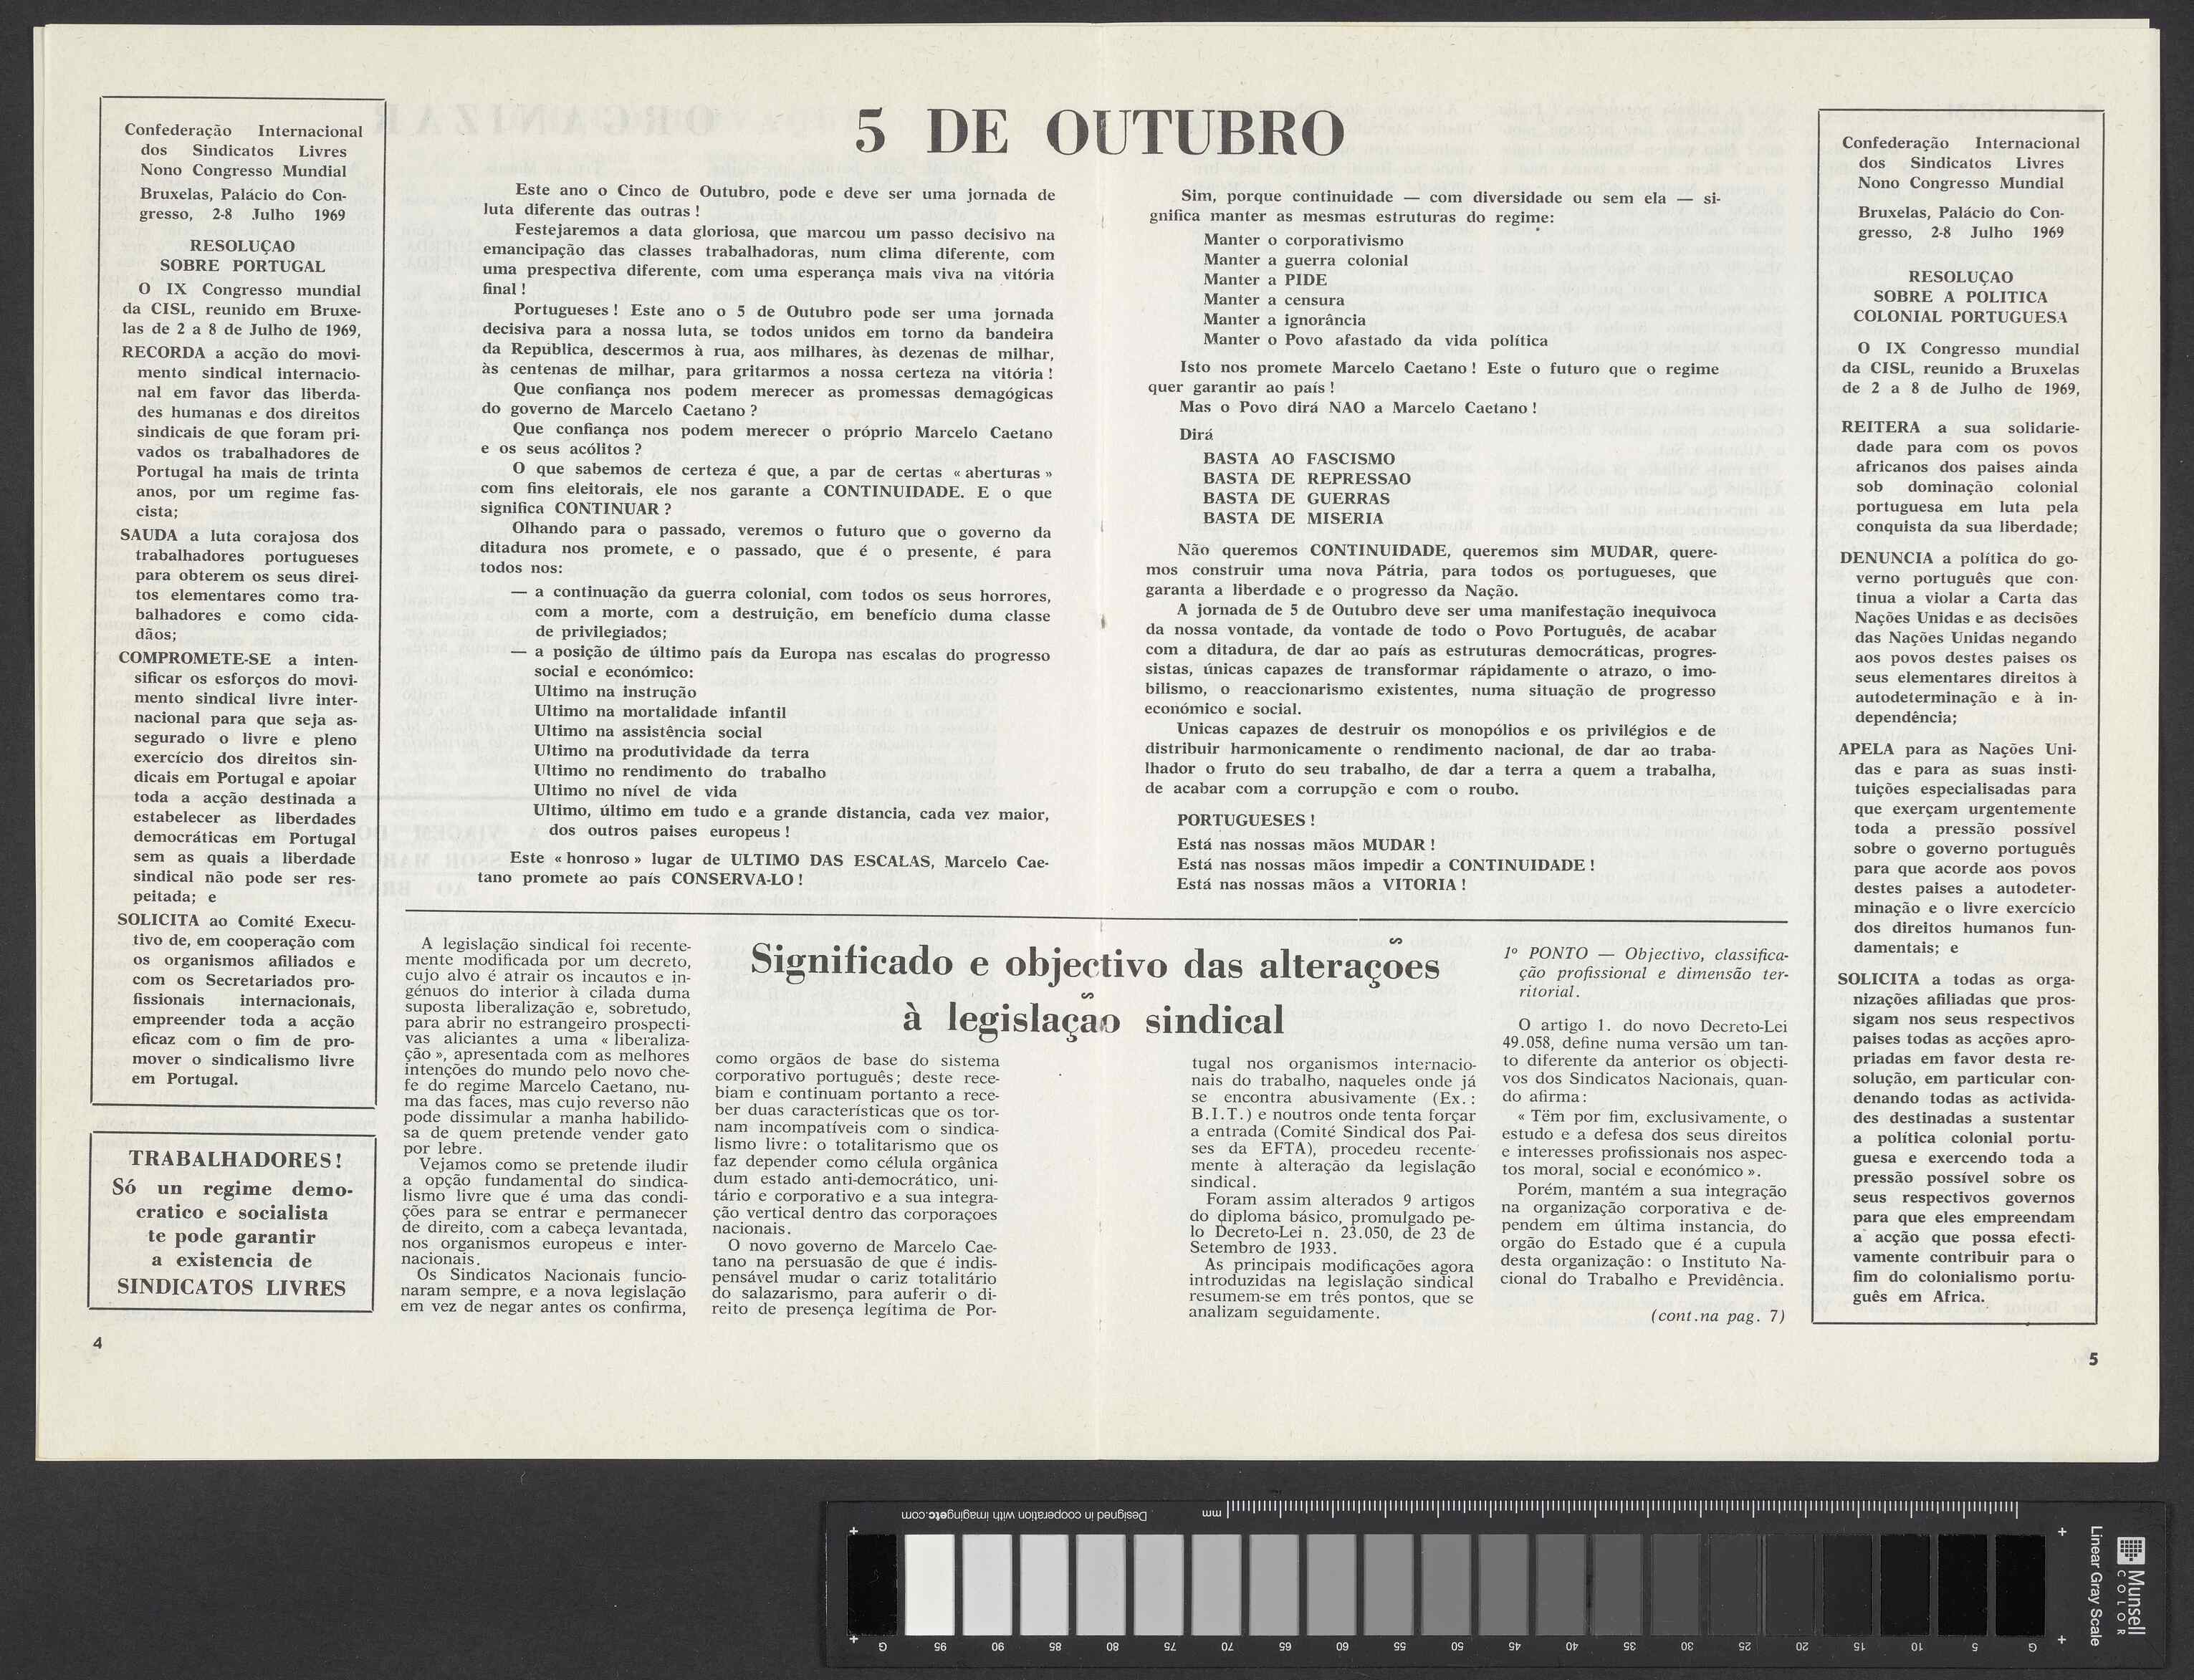 Confederação Internacional
dos Sindicatos Livres
Nono Congresso Mundial
Bruxelas, Palácio do Con-
gresso, 2-8 Julho 1969
RESOLUÇAO
SOBRE PORTUGAL
O IX Congresso mundial
da CISL, reunido em Bruxe-
las de 2 a 8 de Julho de 1969,
RECORDA a acção do movi-
mento sindical internacio-
nal em favor das liberda-
des humanas e dos direitos
sindicais de que foram pri-
vados os trabalhadores de
Portugal ha mais de trinta
anos, por um regime fas-
cista;
SAUDA a luta corajosa dos
trabalhadores portugueses
para obterem os seus direi-
tos elementares como tra-
balhadores e como cida-
dãos;
COMPROMETE-SE a inten-
sificar os esforços do movi-
mento sindical livre inter-
nacional para que seja as-
segurado o livre e pleno
exercício dos direitos sin-
dicais em Portugal e apoiar
toda a acção destinada a
estabelecer as liberdades
democráticas em Portugal
sem as quais a liberdade
sindical não pode ser res-
peitada; e
SOLICITA ao Comité Execu-
tivo de, em cooperação com
os organismos afiliados e
com os Secretariados pro-
fissionais internacionais,
empreender toda a acção
eficaz com o fim de pro-
mover o sindicalismo livre
em Portugal.
TRABALHADORES!
Só un regime demo-
cratico e socialista
te pode garantir
a existencia de
SINDICATOS LIVRES
4
5 DE OUTUBRO
Este ano o Cinco de Outubro, pode e deve ser uma jornada de
luta diferente das outras !
Festejaremos a data gloriosa, que marcou um passo decisivo na
emancipação das classes trabalhadoras, num clima diferente, com
uma prespectiva diferente, com uma esperança mais viva na vitória
final !
Portugueses ! Este ano o 5 de Outubro pode ser uma jornada
decisiva para a nossa luta, se todos unidos em torno da bandeira
da Republica, descermos à rua, aos milhares, às dezenas de milhar,
às centenas de milhar, para gritarmos a nossa certeza na vitória !
Que confiança nos podem merecer as promessas demagógicas
do governo de Marcelo Caetano ?
Que confiança nos podem merecer o próprio Marcelo Caetano
e os seus acólitos ?
O que sabemos de certeza é que, a par de certas « aberturas »
com fins eleitorais, ele nos garante a CONTINUIDADE. E o que
significa CONTINUAR ?
Olhando para o passado, veremos o futuro que o governo da
ditadura nos promete, e o passado, que é o presente, é para
todos nos:
— a continuação da guerra colonial, com todos os seus horrores,
com a morte, com a destruição, em benefício duma classe
de privilegiados;
— a posição de último país da Europa nas escalas do progresso
social e económico:
Ultimo na instrução
Ultimo na mortalidade infantil
Ultimo na assistência social
Ultimo na produtividade da terra
Ultimo no rendimento do trabalho
Ultimo no nível de vida
Ultimo, último em tudo e a grande distancia, cada vez maior,
dos outros paises europeus !
Este « honroso » lugar de ULTIMO DAS ESCALAS, Marcelo Cae-
tano promete ao país CONSERVA-LO !
Sim, porque continuidade — com diversidade ou sem ela — si-
gnifica manter as mesmas estruturas do regime:
Manter o corporativismo
Manter a guerra colonial
Manter a PIDE
Manter a censura
Manter a ignorância
Manter o Povo afastado da vida política
Isto nos promete Marcelo Caetano ! Este o futuro que o regime
quer garantir ao país !
Mas o Povo dirá NAO a Marcelo Caetano !
Dirá
BASTA AO FASCISMO
BASTA DE REPRESSAO
BASTA DE GUERRAS
BASTA DE MISERIA
Não queremos CONTINUIDADE, queremos sim MUDAR, quere-
mos construir uma nova Pátria, para todos os portugueses, que
garanta a liberdade e o progresso da Nação.
A jornada de 5 de Outubro deve ser uma manifestação inequivoca
da nossa vontade, da vontade de todo o Povo Português, de acabar
com a ditadura, de dar ao país as estruturas democráticas, progres-
sistas, únicas capazes de transformar rápidamente o atrazo, o imo-
bilismo, o reaccionarismo existentes, numa situação de progresso
económico e social.
Unicas capazes de destruir os monopólios e os privilégios e de
distribuir harmonicamente o rendimento nacional, de dar ao traba-
lhador o fruto do seu trabalho, de dar a terra a quem a trabalha,
de acabar com a corrupção e com o roubo.
PORTUGUESES !
Está nas nossas mãos MUDAR !
Está nas nossas mãos impedir a CONTINUIDADE !
Está nas nossas mãos a VITORIA !
Significado e objectivo das alterações
à legislação sindical
A legislação sindical foi recente-
mente modificada por um decreto,
cujo alvo é atrair os incautos e in-
génuos do interior à cilada duma
suposta liberalização e, sobretudo,
para abrir no estrangeiro prospecti-
vas aliciantes a uma « liberaliza-
ção », apresentada com as melhores
intenções do mundo pelo novo che-
fe do regime Marcelo Caetano, nu-
ma das faces, mas cujo reverso não
pode dissimular a manha habilido-
sa de quem pretende vender gato
por lebre.
Vejamos como se pretende iludir
a opção fundamental do sindica-
lismo livre que é uma das condi-
ções para se entrar e permanecer
de direito, com a cabeça levantada,
nos organismos europeus e inter-
nacionais.
Os Sindicatos Nacionais funcio-
naram sempre, e a nova legislação
em vez de negar antes os confirma,
como orgãos de base do sistema
corporativo português; deste rece-
biam e continuam portanto a rece-
ber duas características que os tor-
nam incompatíveis com o sindica-
lismo livre: o totalitarismo que os
faz depender como célula orgânica
dum estado anti-democrático, uni-
tário e corporativo e a sua integra-
ção vertical dentro das corporaçoes
nacionais.
O novo governo de Marcelo Cae-
tano na persuasão de que é indis-
pensável mudar o cariz totalitário
do salazarismo, para auferir o di-
reito de presença legítima de Por-
tugal nos organismos internacio-
nais do trabalho, naqueles onde já
se encontra abusivamente (Ex. :
B.I.T.) e noutros onde tenta forçar
a entrada (Comité Sindical dos Pai-
ses da EFTA), procedeu recente-
mente à alteração da legislação
sindical.
Foram assim alterados 9 artigos
do diploma básico, promulgado pe-
lo Decreto-Lei n. 23.050, de 23 de
Setembro de 1933.
As principais modificações agora
introduzidas na legislação sindical
resumem-se em três pontos, que se
analizam seguidamente.
1º PONTO — Objectivo, classifica-
ção profissional e dimensão ter-
ritorial.
O artigo 1. do novo Decreto-Lei
49.058, define numa versão um tan-
to diferente da anterior os objecti-
vos dos Sindicatos Nacionais, quan-
do afirma:
« Têm por fim, exclusivamente, o
estudo e a defesa dos seus direitos
e interesses profissionais nos aspec-
tos moral, social e económico ».
Porém, mantém a sua integração
na organização corporativa e de-
pendem em última instancia, do
orgão do Estado que é a cupula
desta organização: o Instituto Na-
cional do Trabalho e Previdência.
(cont.na pag. 7)
Confederação Internacional
dos Sindicatos Livres
Nono Congresso Mundial
Bruxelas, Palácio do Con-
gresso, 2-8 Julho 1969
RESOLUÇAO
SOBRE A POLITICA
COLONIAL PORTUGUESA
O IX Congresso mundial
da CISL, reunido a Bruxelas
de 2 a 8 de Julho de 1969,
REITERA a sua solidarie-
dade para com os povos
africanos dos paises ainda
sob dominação colonial
portuguesa em luta pela
conquista da sua liberdade;
DENUNCIA a política do go-
verno português que con-
tinua a violar a Carta das
Nações Unidas e as decisões
das Nações Unidas negando
aos povos destes paises os
seus elementares direitos à
autodeterminação e à in-
dependência;
APELA para as Nações Uni-
das e para as suas insti-
tuições especialisadas para
que exerçam urgentemente
toda a pressão possível
sobre o governo português
para que acorde aos povos
destes paises a autodeter-
minação e o livre exercício
dos direitos humanos fun-
damentais; e
SOLICITA a todas as orga-
nizações afiliadas que pros-
sigam nos seus respectivos
paises todas as acções apro-
priadas em favor desta re-
solução, em particular con-
denando todas as activida-
des destinadas a sustentar
a política colonial portu-
guesa e exercendo toda a
pressão possível sobre os
seus respectivos governos
para que eles empreendam
a acção que possa efecti-
vamente contribuir para o
fim do colonialismo portu-
guês em Africa.
5
Designed in cooperation with imagingetc.com
mm
G 95 90 85 80 75 70 65 60 55 50 45 40 35 30 25 20 15 10 5 G
Munsell
COLOR
Linear Gray Scale